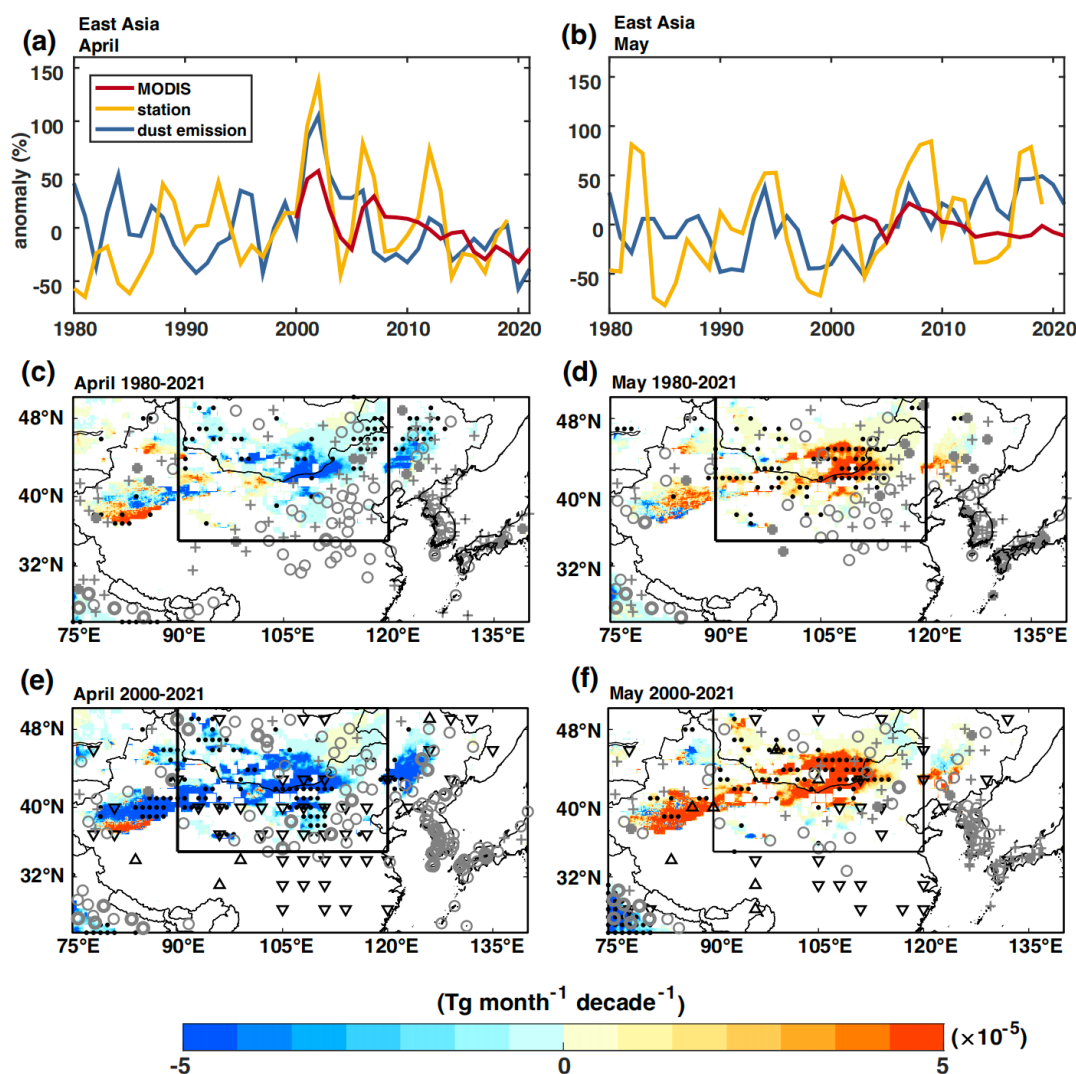 (a) East Asia
April
(b) East Asia
May
anomaly (%)
150
100
50
0
-50
1980 1990 2000 2010 2020
MODIS
station
dust emission
150
100
50
0
-50
1980 1990 2000 2010 2020
(c) April 1980-2021
48°N
40°N
32°N
75°E 90°E 105°E 120°E 135°E
(d) May 1980-2021
48°N
40°N
32°N
75°E 90°E 105°E 120°E 135°E
(e) April 2000-2021
48°N
40°N
32°N
75°E 90°E 105°E 120°E 135°E
(f) May 2000-2021
48°N
40°N
32°N
75°E 90°E 105°E 120°E 135°E
(Tg month⁻¹ decade⁻¹)
-5 0 5 (×10⁻⁵)